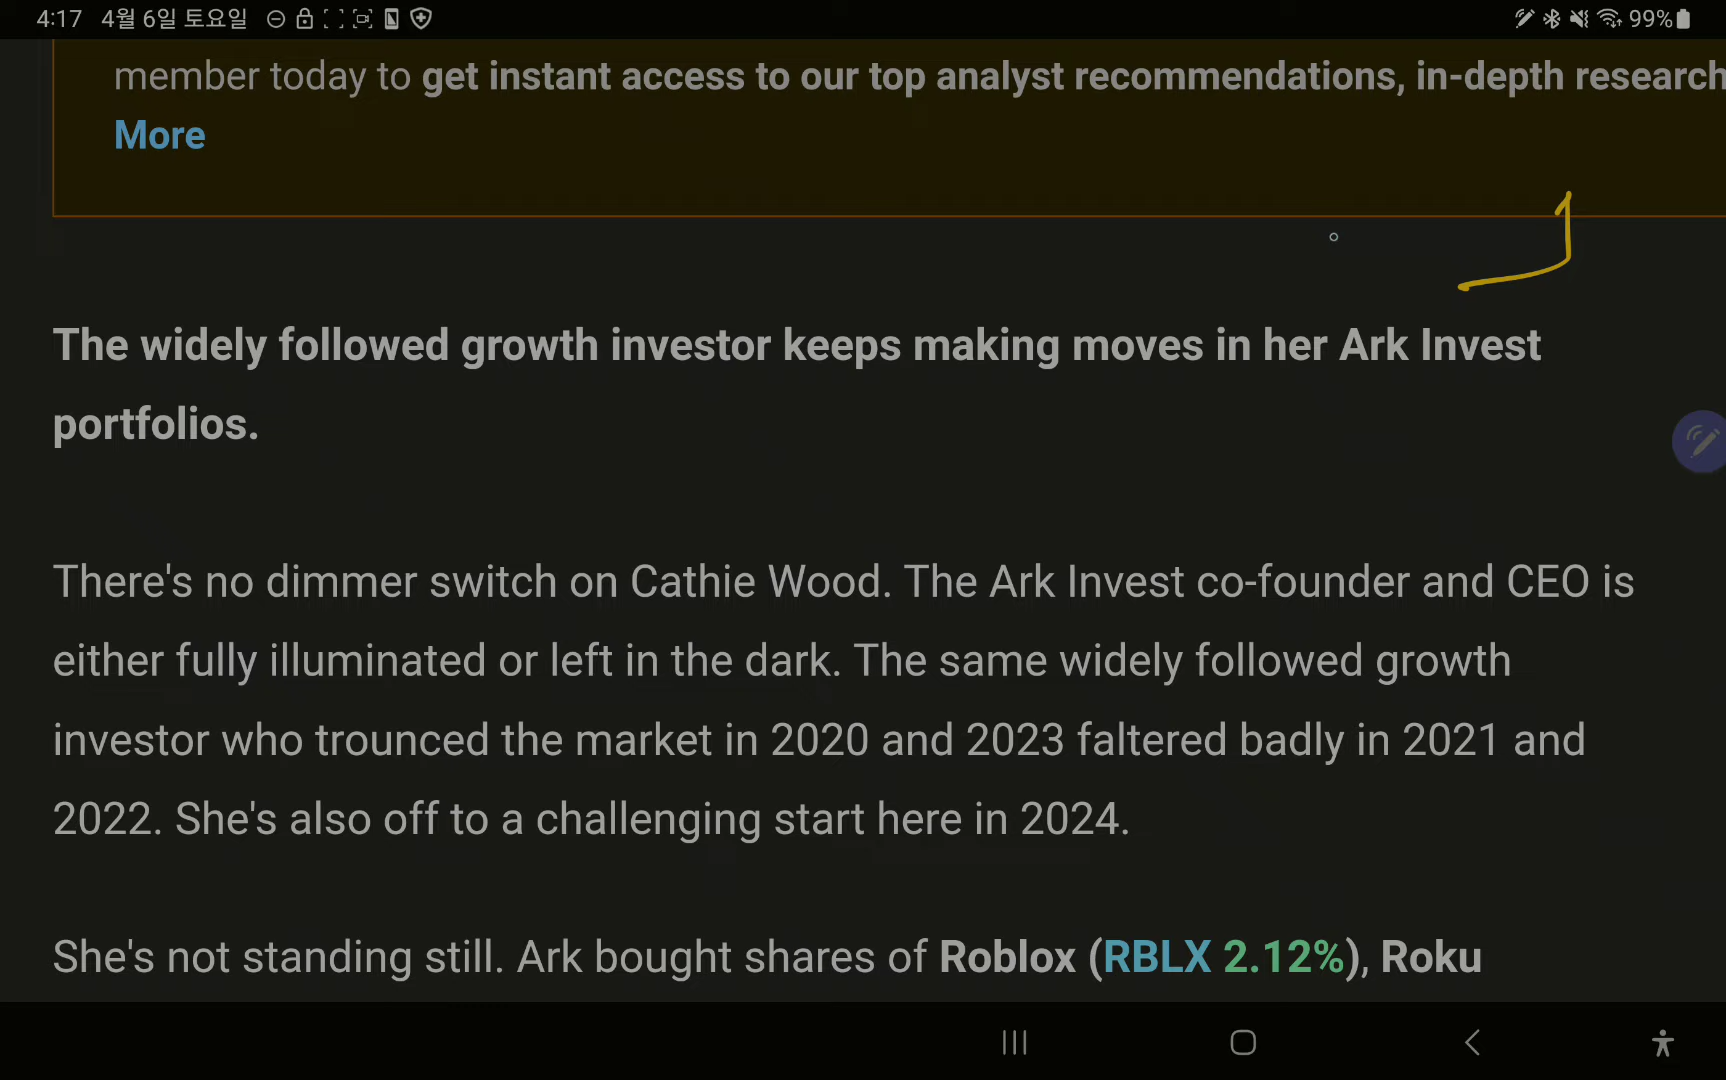 4:17 4월 6일 토요일 99%
member today to get instant access to our top analyst recommendations, in-depth research
More
The widely followed growth investor keeps making moves in her Ark Invest
portfolios.
There's no dimmer switch on Cathie Wood. The Ark Invest co-founder and CEO is
either fully illuminated or left in the dark. The same widely followed growth
investor who trounced the market in 2020 and 2023 faltered badly in 2021 and
2022. She's also off to a challenging start here in 2024.
She's not standing still. Ark bought shares of Roblox (RBLX 2.12%), Roku